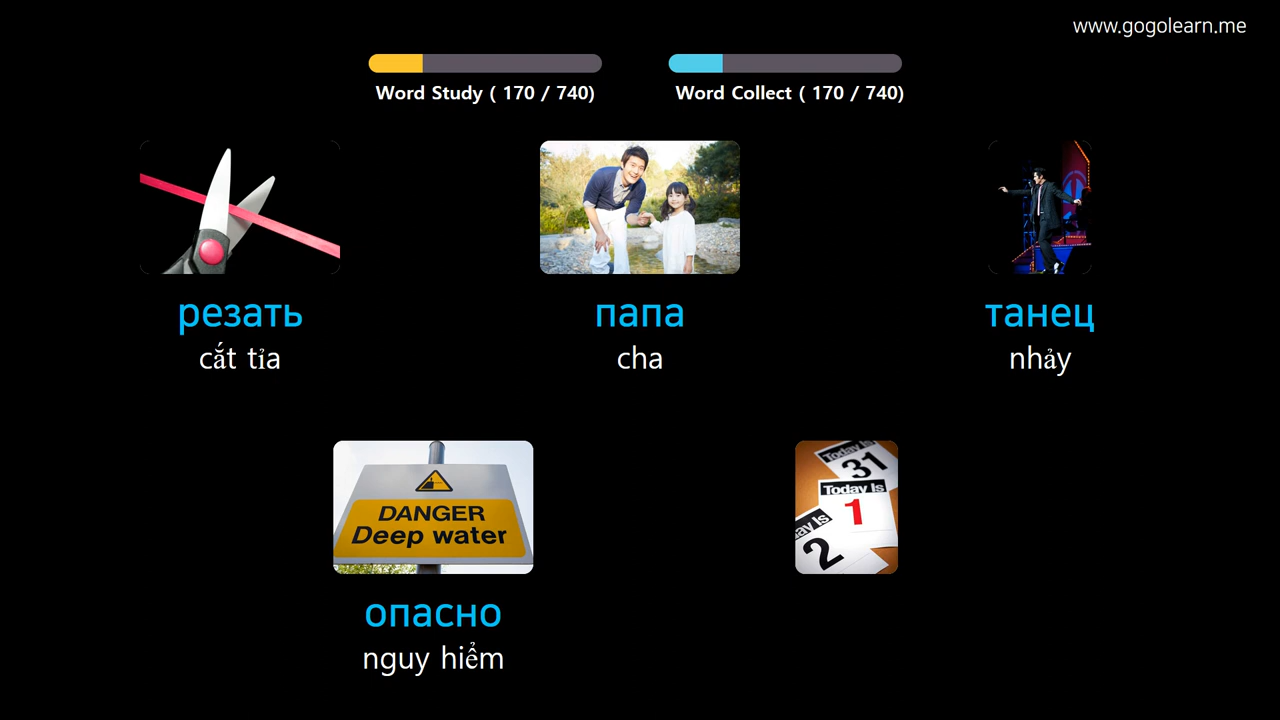 www.gogolearn.me
Word Study ( 170 / 740)
Word Collect ( 170 / 740)
резать
cắt tỉa
папа
cha
танец
nhảy
DANGER
Deep water
опасно
nguy hiểm
Today Is
31
Today Is
1
ay Is
2